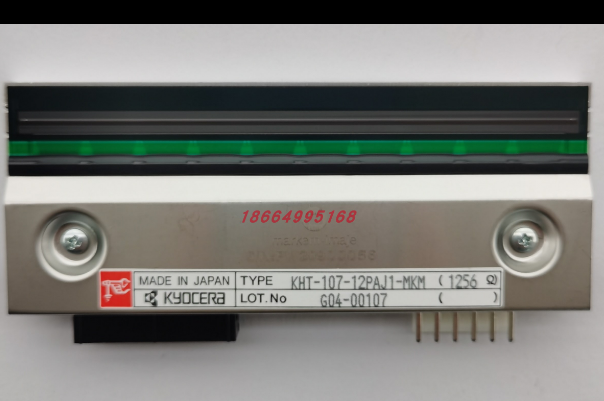 18664995168
MADE IN JAPAN TYPE KHT-107-12PAJ1-MKM ( 1256 Ω)
KYOCERA LOT.No G04-00107 ( )